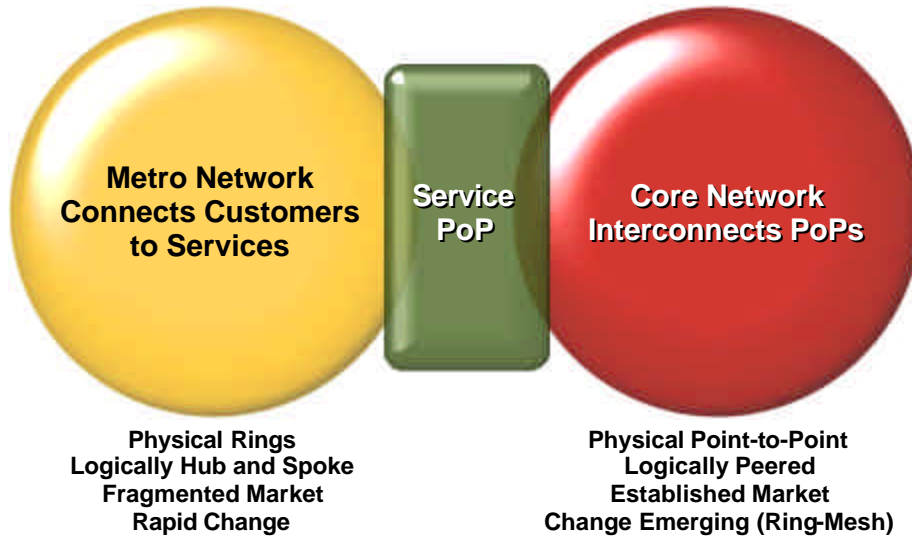 Metro Network
Connects Customers
to Services
Service
PoP
Core Network
Interconnects PoPs
Physical Rings
Logically Hub and Spoke
Fragmented Market
Rapid Change
Physical Point-to-Point
Logically Peered
Established Market
Change Emerging (Ring-Mesh)